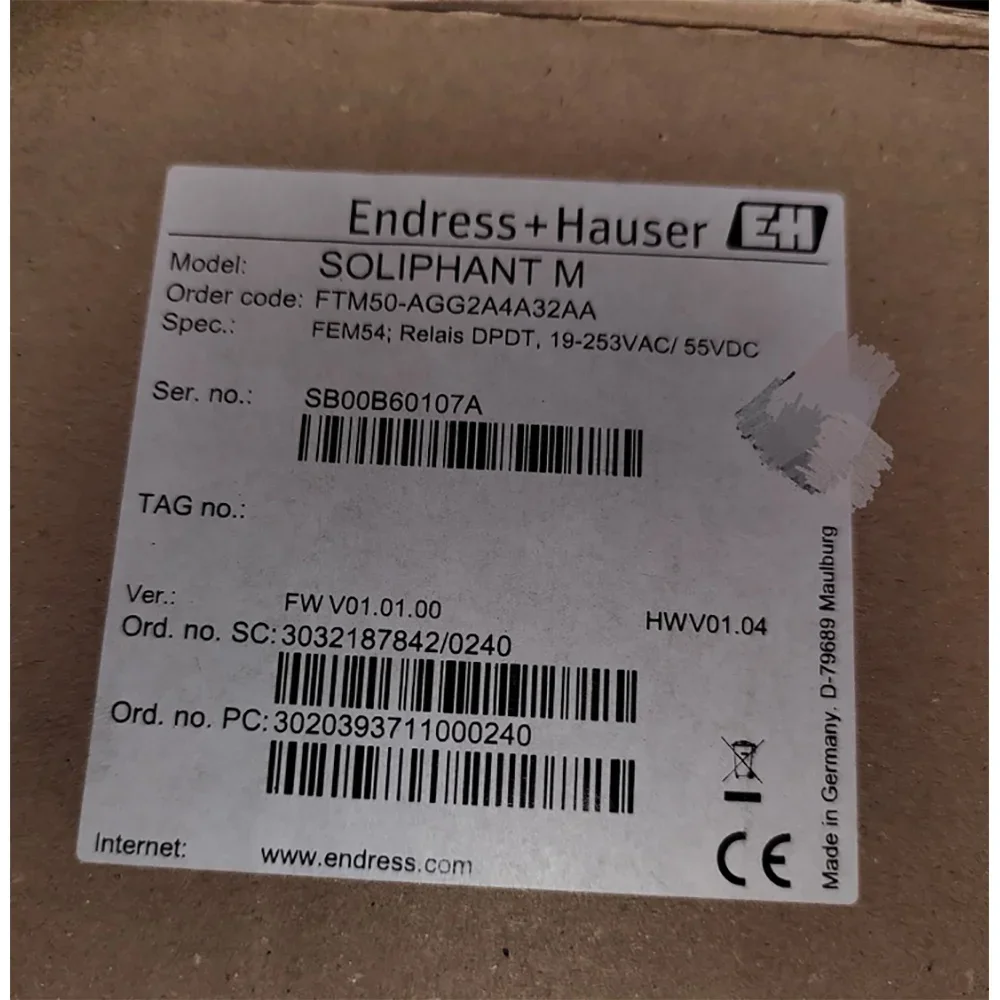 Endress+Hauser EH
Model: SOLIPHANT M
Order code: FTM50-AGG2A4A32AA
Spec.: FEM54; Relais DPDT, 19-253VAC/ 55VDC
Ser. no.: SB00B60107A
TAG no.:
Ver.: FW V01.01.00 HWV01.04
Ord. no. SC: 3032187842/0240
Ord. no. PC: 3020393711000240
Internet: www.endress.com
CE
Made in Germany, D-79689 Maulburg